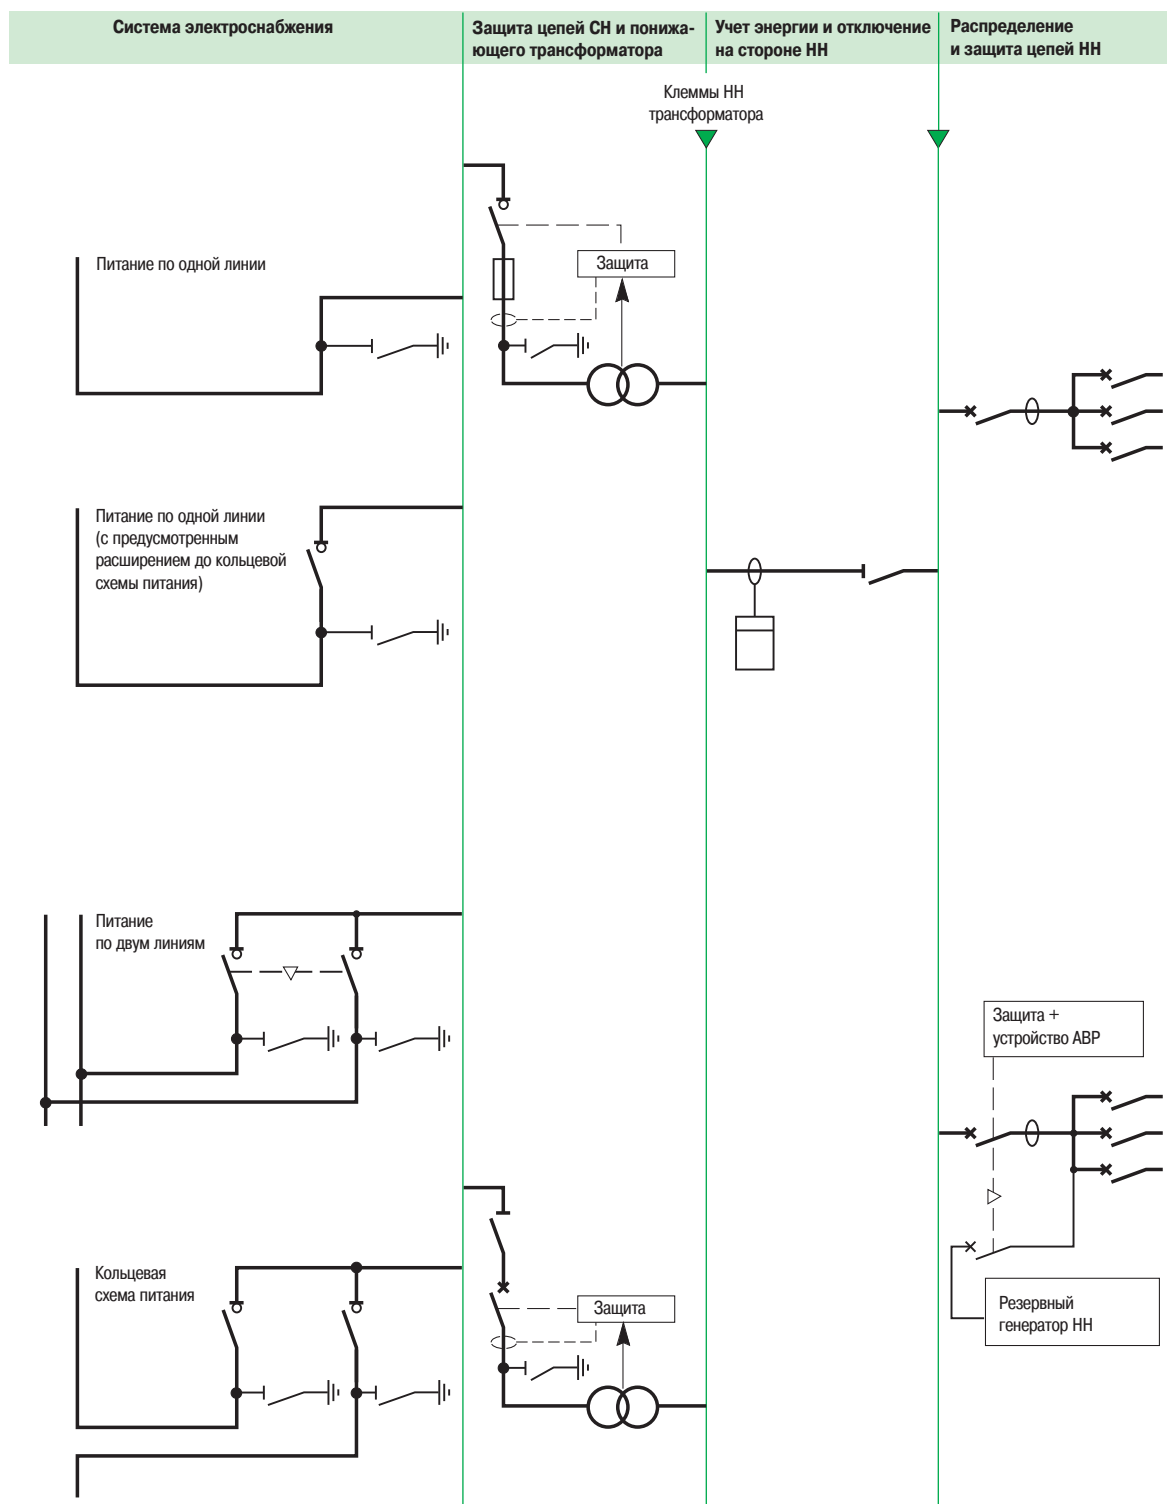 Система электроснабжения
Защита цепей СН и понижа-
ющего трансформатора
Учет энергии и отключение
на стороне НН
Распределение
и защита цепей НН
Клеммы НН
трансформатора
Питание по одной линии
Защита
Питание по одной линии
(с предусмотренным
расширением до кольцевой
схемы питания)
Питание
по двум линиям
Защита +
устройство АВР
Кольцевая
схема питания
Защита
Резервный
генератор НН